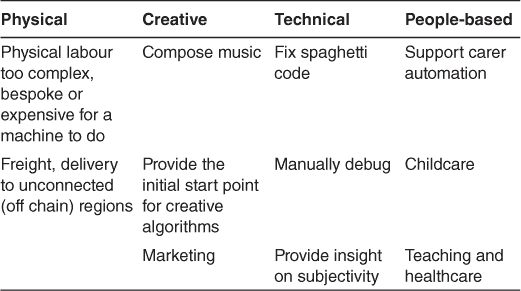 Physical Creative Technical People-based
Physical labour Compose music Fix spaghetti Support carer
too complex, code automation
bespoke or
expensive for a
machine to do
Freight, delivery Provide the Manually debug Childcare
to unconnected initial start point
(off chain) regions for creative
algorithms
Marketing Provide insight Teaching and
on subjectivity healthcare